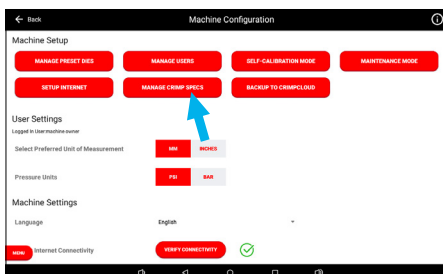 Back
Machine Configuration
Machine Setup
MANAGE PRESET DIES
MANAGE USERS
SELF-CALIBRATION MODE
MAINTENANCE MODE
SETUP INTERNET
MANAGE CRIMP SPECS
BACKUP TO CRIMPCLOUD
User Settings
Logged in User:machine owner
Select Preferred Unit of Measurement
MM
INCHES
Pressure Units
PSI
BAR
Machine Settings
Language
English
MENU
Internet Connectivity
VERIFY CONNECTIVITY